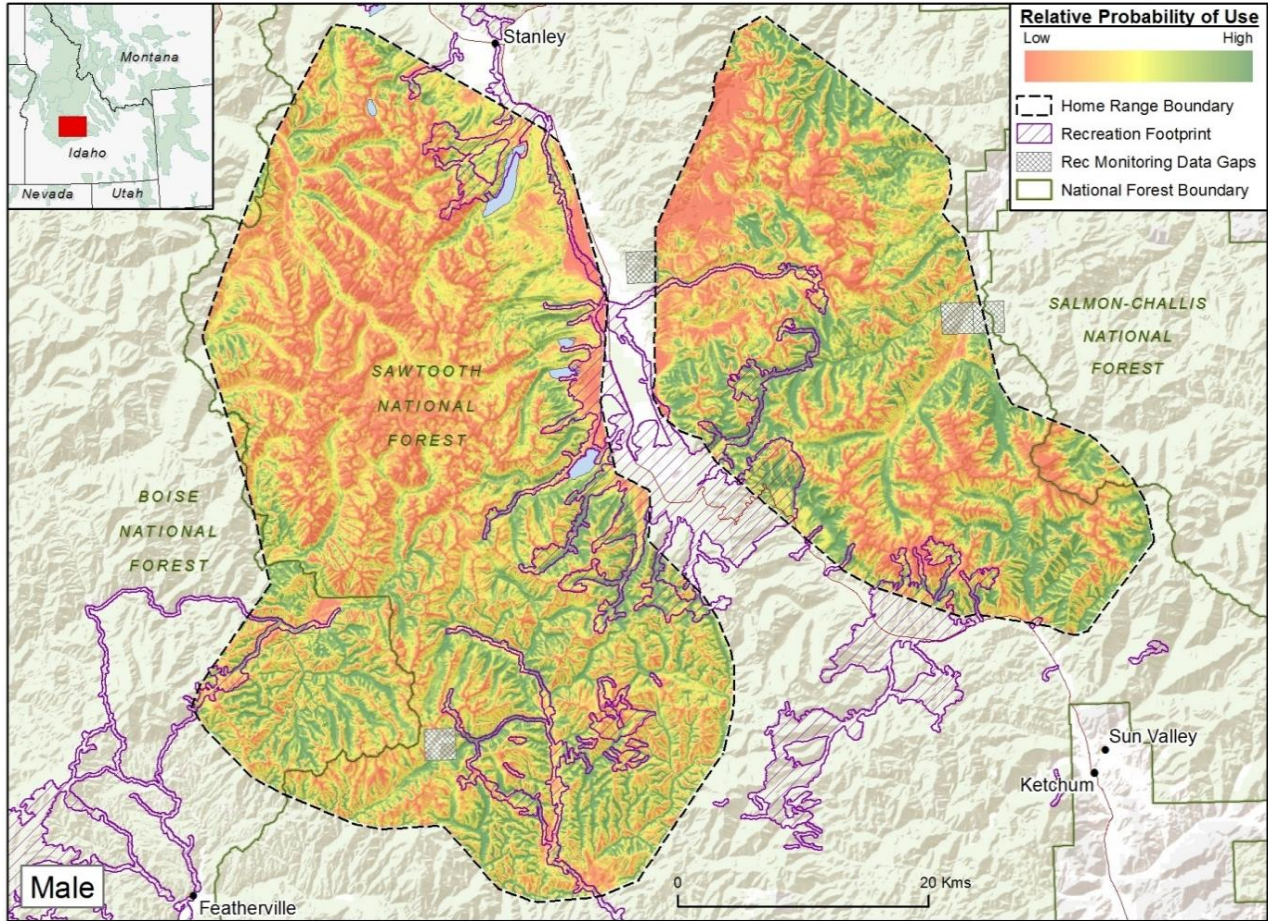 Montana
Idaho
Nevada
Utah
Stanley
Relative Probability of Use
Low High
Home Range Boundary
Recreation Footprint
Rec Monitoring Data Gaps
National Forest Boundary
SALMON-CHALLIS
NATIONAL
FOREST
SAWTOOTH
NATIONAL
FOREST
BOISE
NATIONAL
FOREST
Sun Valley
Ketchum
Male
Featherville
0 20 Kms